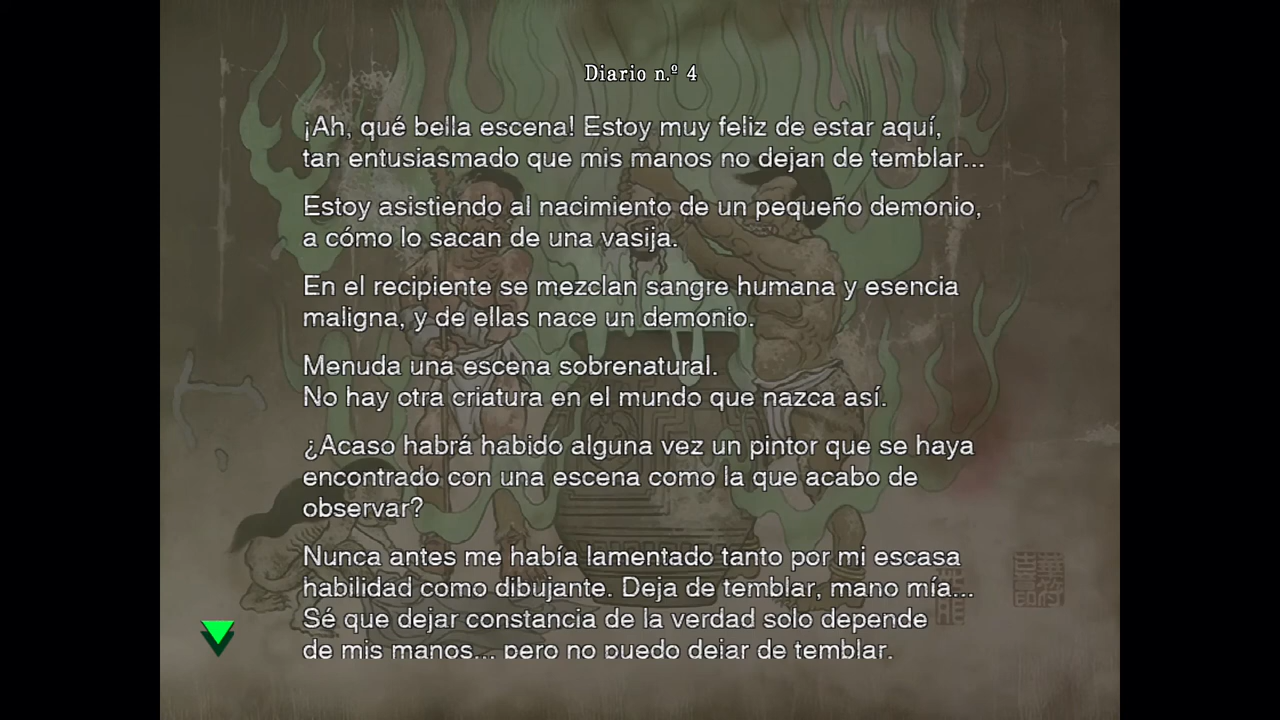 Diario n.º 4
¡Ah, qué bella escena! Estoy muy feliz de estar aquí,
tan entusiasmado que mis manos no dejan de temblar...
Estoy asistiendo al nacimiento de un pequeño demonio,
a cómo lo sacan de una vasija.
En el recipiente se mezclan sangre humana y esencia
maligna, y de ellas nace un demonio.
Menuda una escena sobrenatural.
No hay otra criatura en el mundo que nazca así.
¿Acaso habrá habido alguna vez un pintor que se haya
encontrado con una escena como la que acabo de
observar?
Nunca antes me había lamentado tanto por mi escasa
habilidad como dibujante. Deja de temblar, mano mía...
Sé que dejar constancia de la verdad solo depende
de mis manos... pero no puedo dejar de temblar.